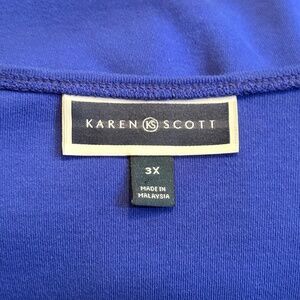 KAREN KS SCOTT
3X
MADE IN
MALAYSIA